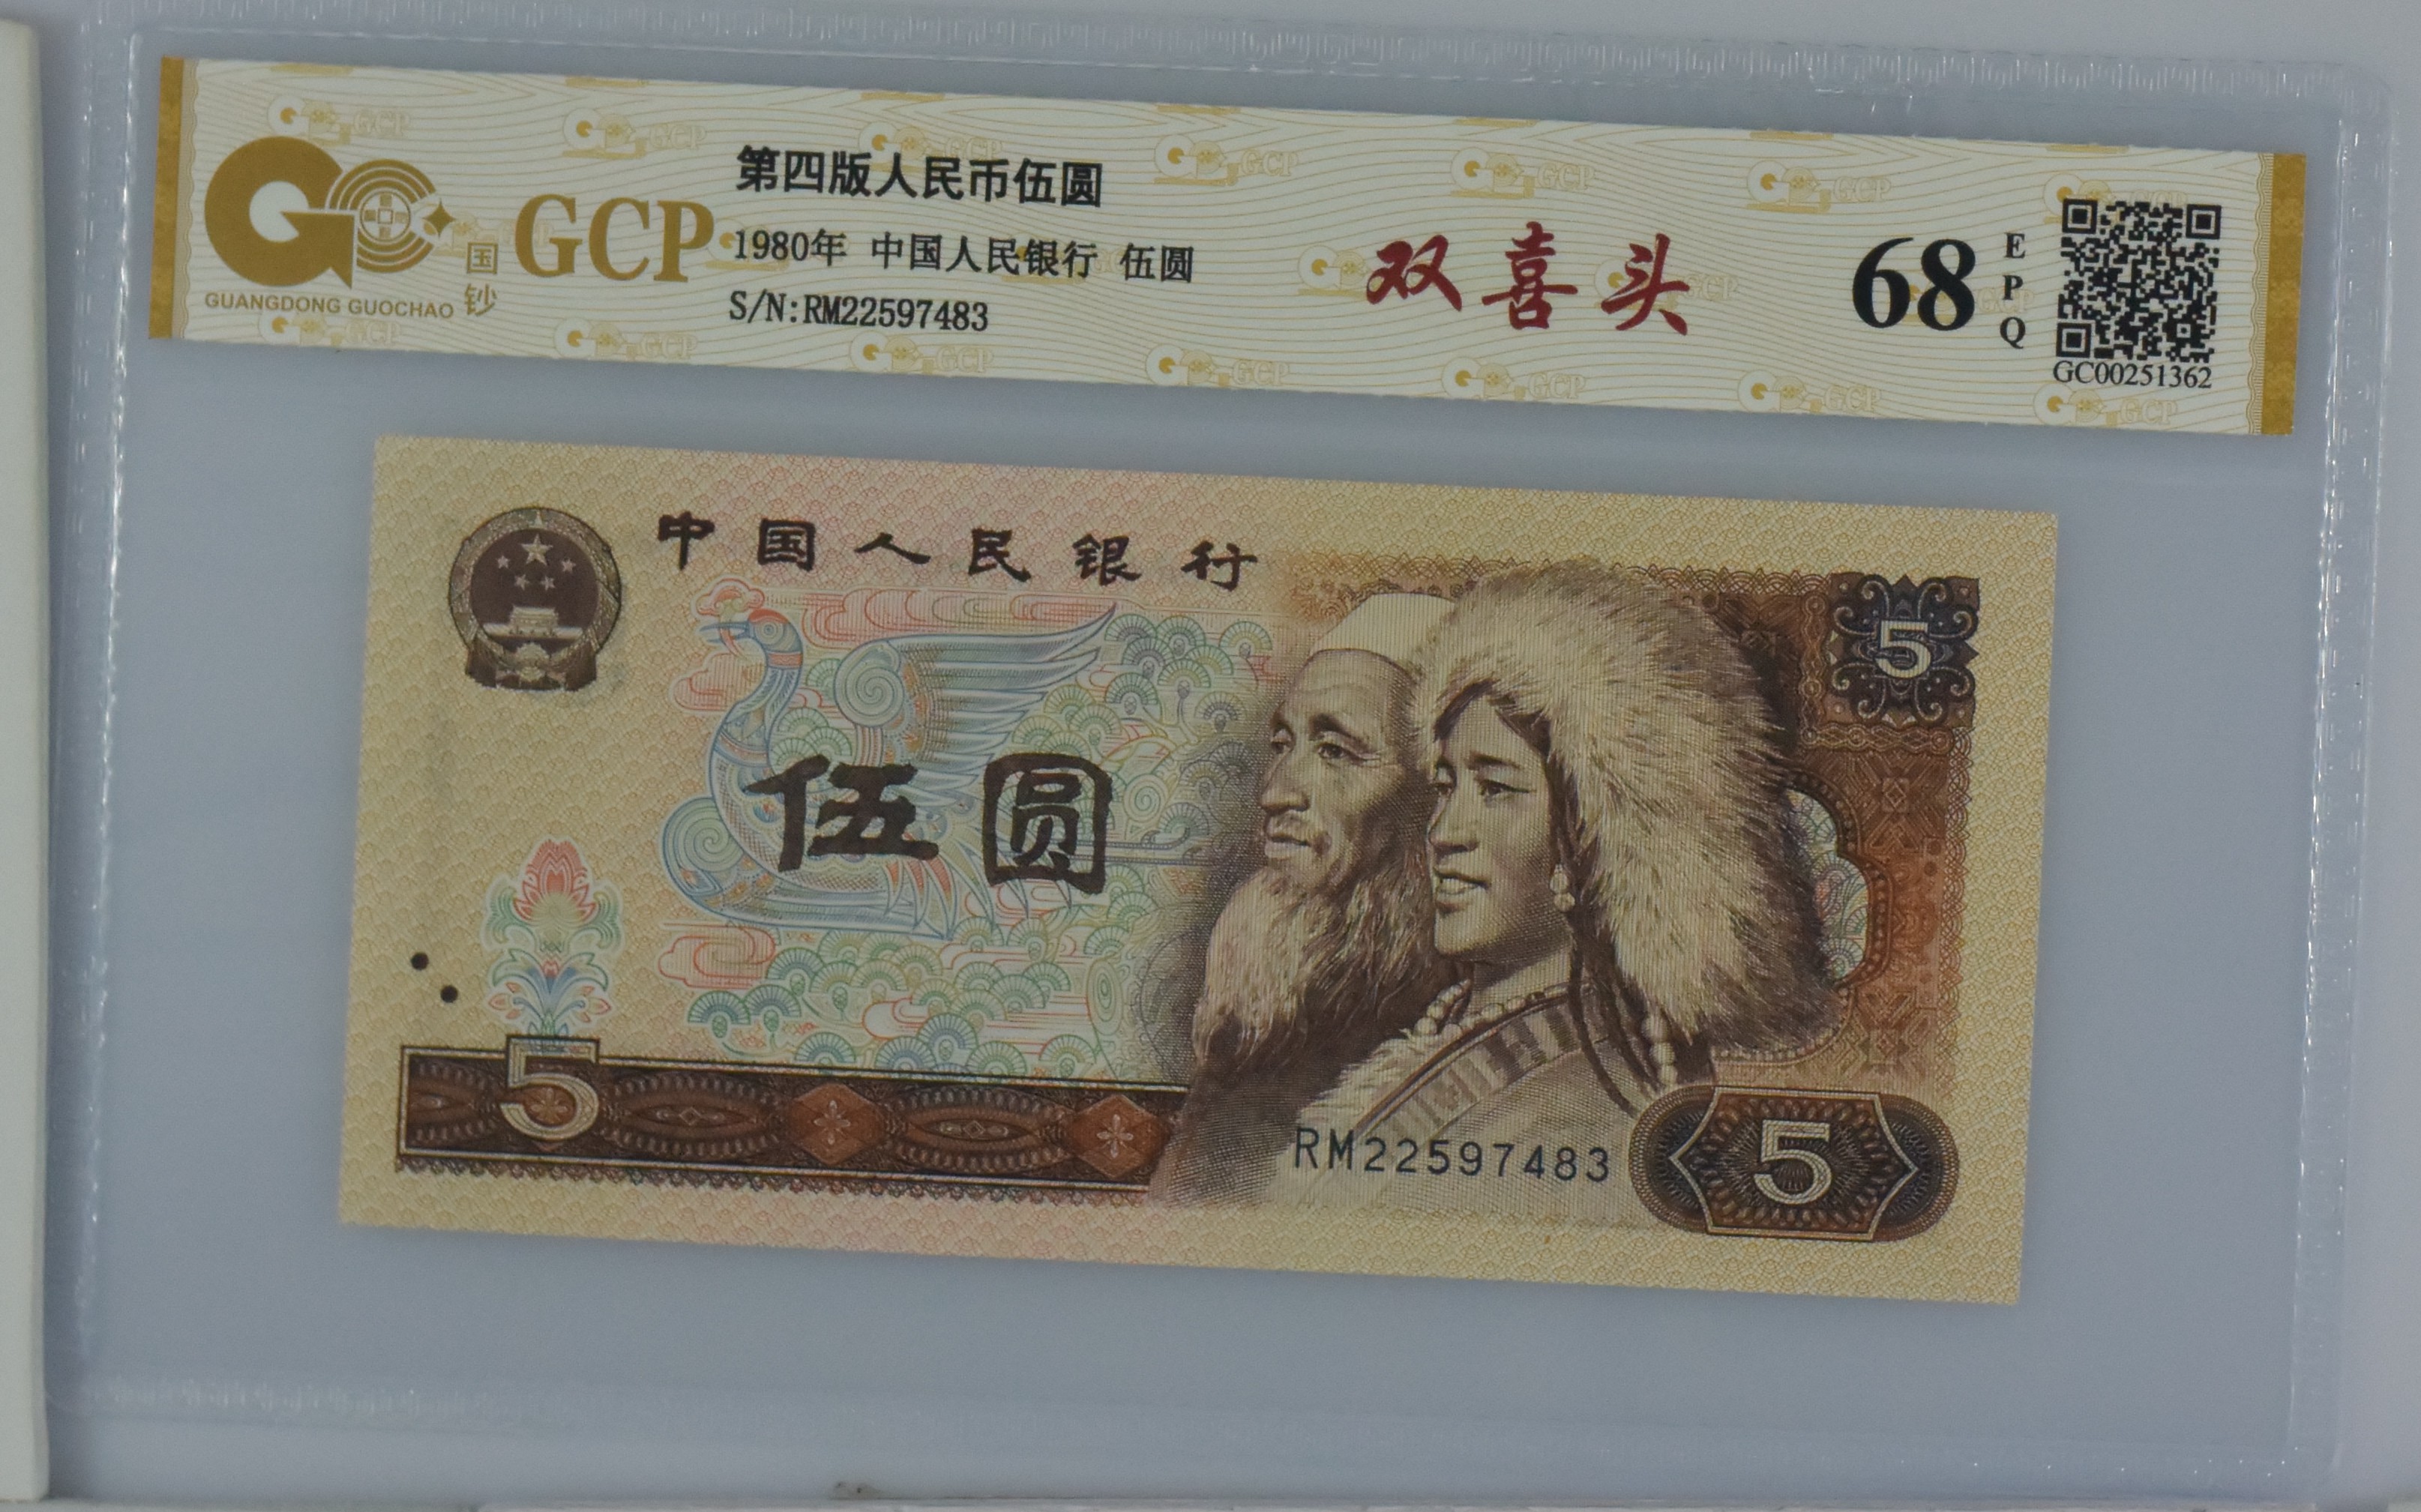 GUANGDONG GUOCHAO
国钞
GCP
第四版人民币伍圆
1980年 中国人民银行 伍圆
S/N:RM22597483
双喜头
68
EPQ
GC00251362
中国人民银行
5
伍圆
5
RM22597483
5